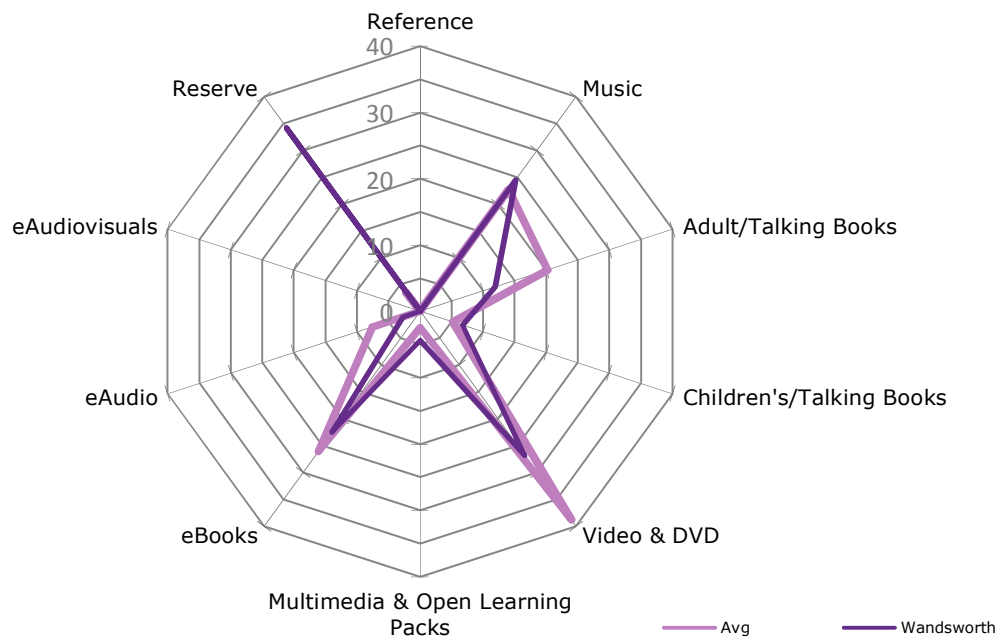 Reference
40
Reserve
Music
30
20
eAudiovisuals
Adult/Talking Books
10
0
eAudio
Children's/Talking Books
eBooks
Video & DVD
Multimedia & Open Learning
Packs
Avg
Wandsworth